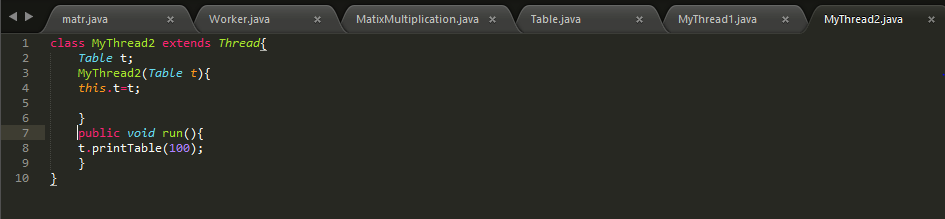 matr.java Worker.java MatixMultiplication.java Table.java MyThread1.java MyThread2.java
1 class MyThread2 extends Thread{
2 Table t;
3 MyThread2(Table t){
4 this.t=t;
5
6 }
7 public void run(){
8 t.printTable(100);
9 }
10 }